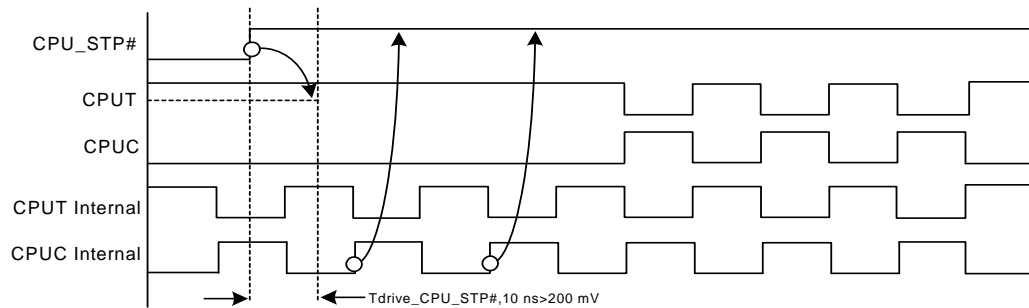 CPU_STP#
CPUT
CPUC
CPUT Internal
CPUC Internal
Tdrive_CPU_STP#,10 ns>200 mV